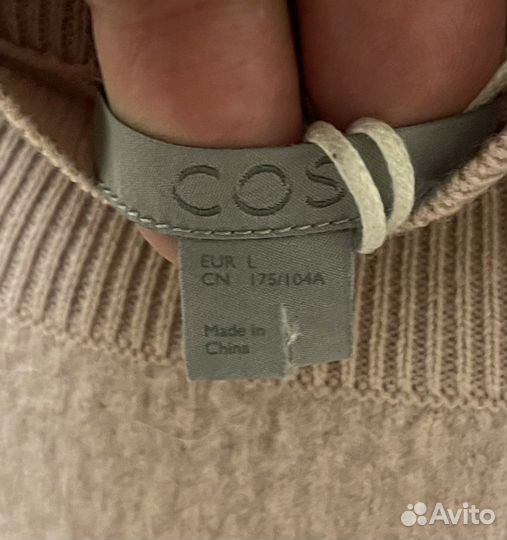 COS
EUR L
CN 175/104A
Made in
China
Avito